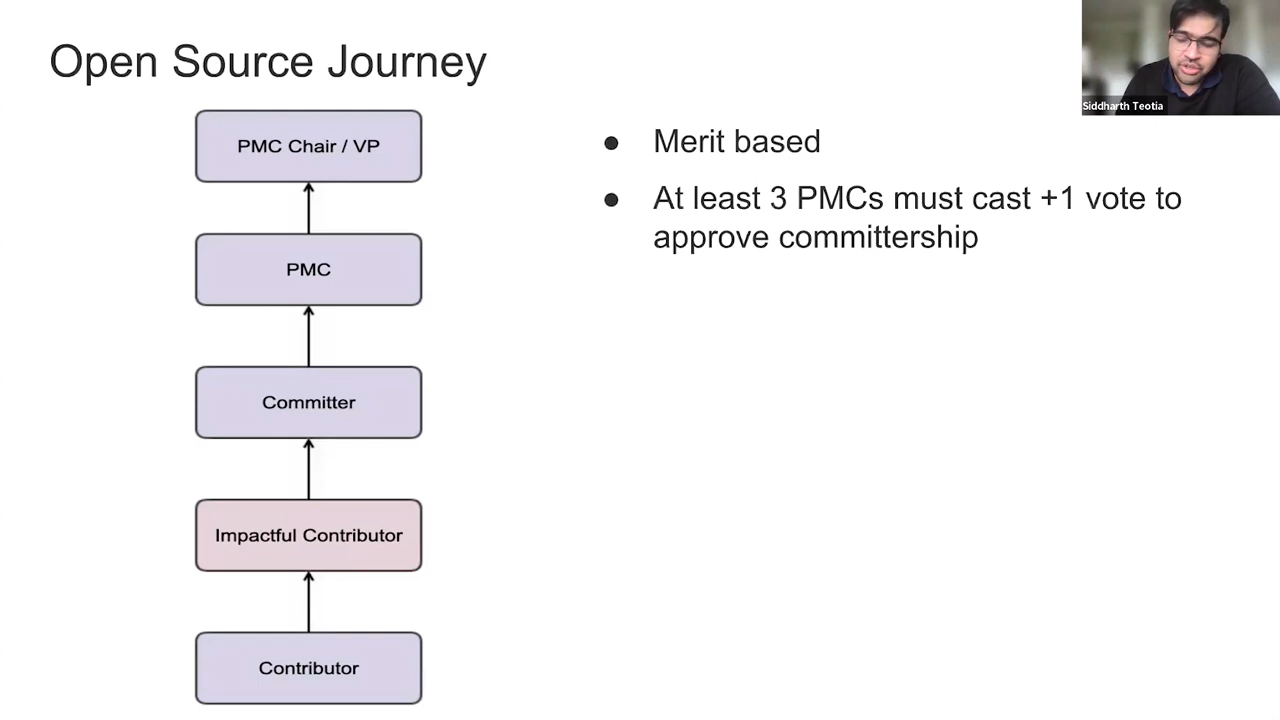 Open Source Journey
Siddharth Teotia
PMC Chair / VP
PMC
Committer
Impactful Contributor
Contributor
● Merit based
● At least 3 PMCs must cast +1 vote to
approve committership